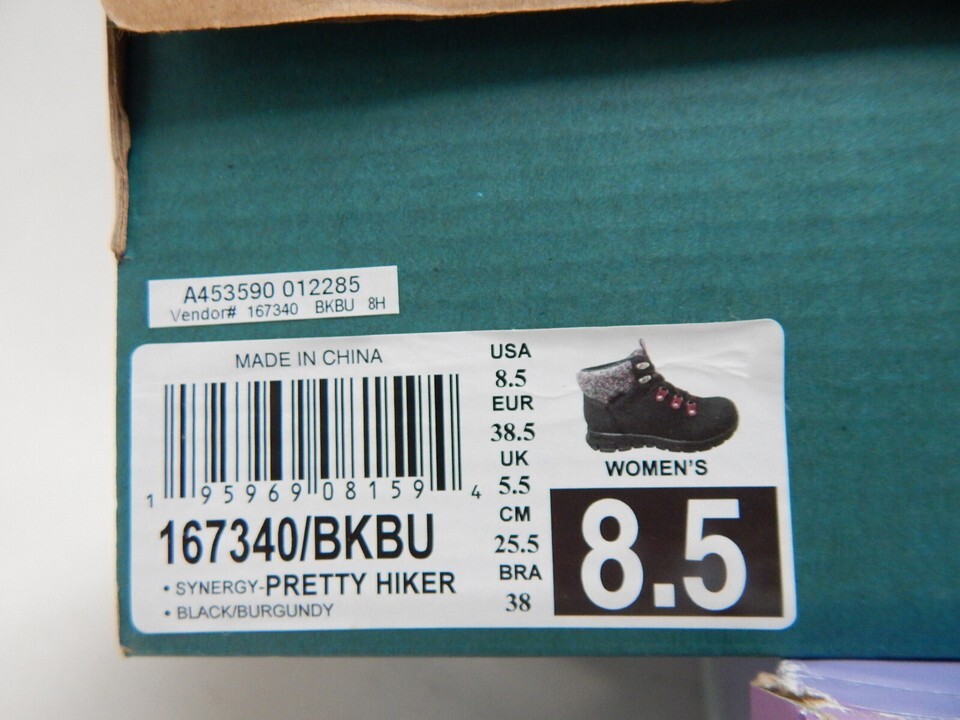 A453590 012285
Vendor# 167340 BKBU 8H
MADE IN CHINA
1 95969 08159 4
167340/BKBU
• SYNERGY-PRETTY HIKER
• BLACK/BURGUNDY
USA
8.5
EUR
38.5
UK
5.5
CM
25.5
BRA
38
WOMEN'S
8.5